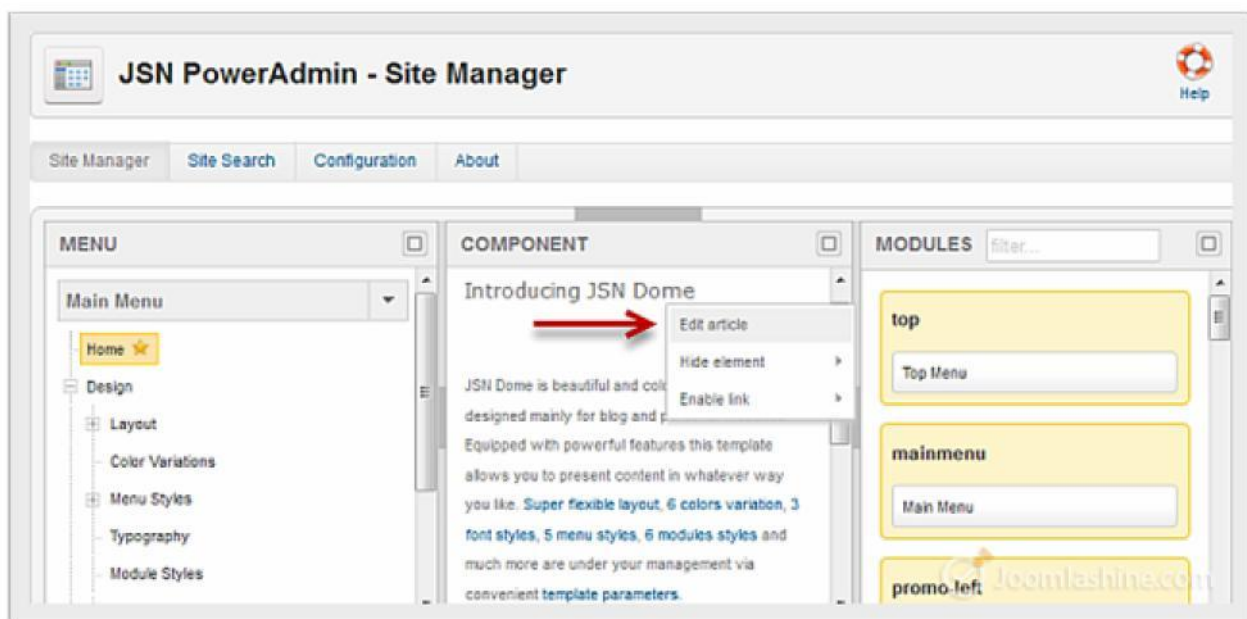 JSN PowerAdmin - Site Manager
Help
Site Manager
Site Search
Configuration
About
MENU
Main Menu
Home
Design
Layout
Color Variations
Menu Styles
Typography
Module Styles
COMPONENT
Introducing JSN Dome
Edit article
Hide element
Enable link
JSN Dome is beautiful and
designed mainly for blog and
Equipped with powerful features this template
allows you to present content in whatever way
you like. Super flexible layout, 6 colors variation, 3
font styles, 5 menu styles, 6 modules styles and
much more are under your management via
convenient template parameters.
MODULES
filter...
top
Top Menu
mainmenu
Main Menu
promo-left
Joomlashine.com